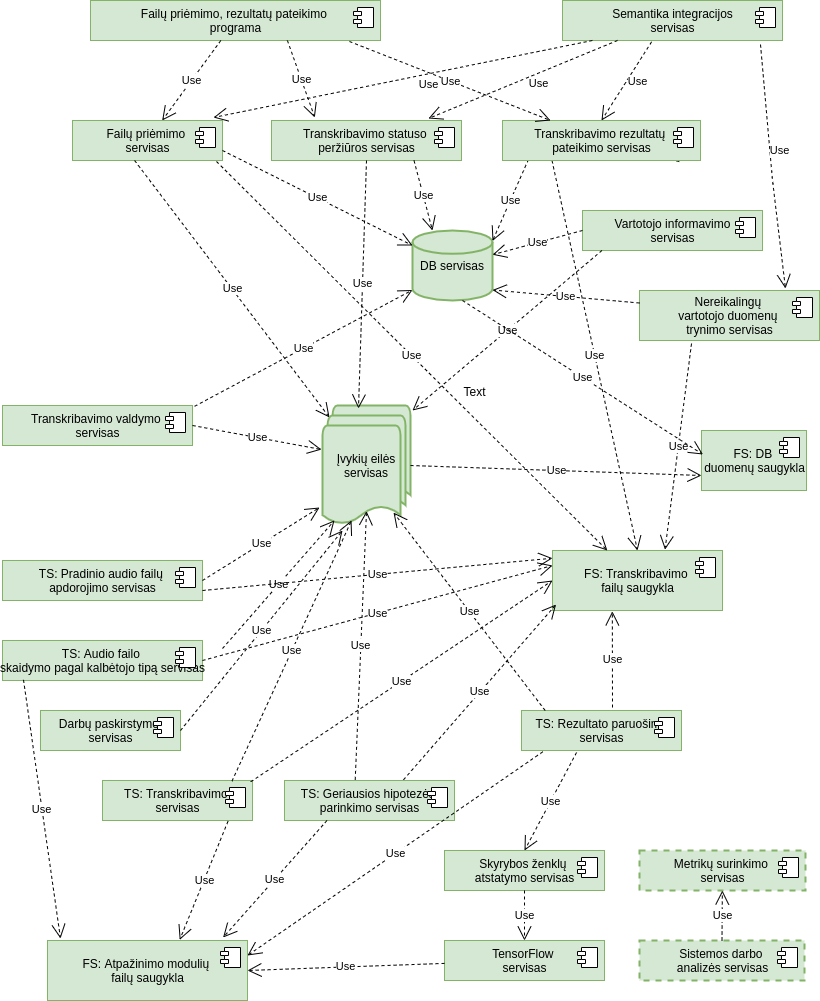 Failų priėmimo, rezultatų pateikimo
programa
Semantika integracijos
servisas
Use
Use
Use
Use
Use
Use
Use
Failų priėmimo
servisas
Transkribavimo statuso
peržiūros servisas
Transkribavimo rezultatų
pateikimo servisas
Use
Use
Use
Vartotojo informavimo
servisas
Use
DB servisas
Use
Use
Use
Nereikalingų
vartotojo duomenų
trynimo servisas
Use
Use
Use
Use
Use
Use
Text
Transkribavimo valdymo
servisas
Use
Use
FS: DB
duomenų saugykla
Įvykių eilės
servisas
Use
Use
TS: Pradinio audio failų
apdorojimo servisas
Use
Use
FS: Transkribavimo
failų saugykla
Use
Use
Use
TS: Audio failo
skaidymo pagal kalbėtojo tipą servisas
Use
Use
Use
Use
Use
Darbų paskirstymo
servisas
TS: Rezultato paruošimo
servisas
TS: Transkribavimo
servisas
TS: Geriausios hipotezės
parinkimo servisas
Use
Use
Use
Skyrybos ženklų
atstatymo servisas
Metrikų surinkimo
servisas
Use
Use
Use
Use
FS: Atpažinimo modulių
failų saugykla
Use
TensorFlow
servisas
Sistemos darbo
analizės servisas